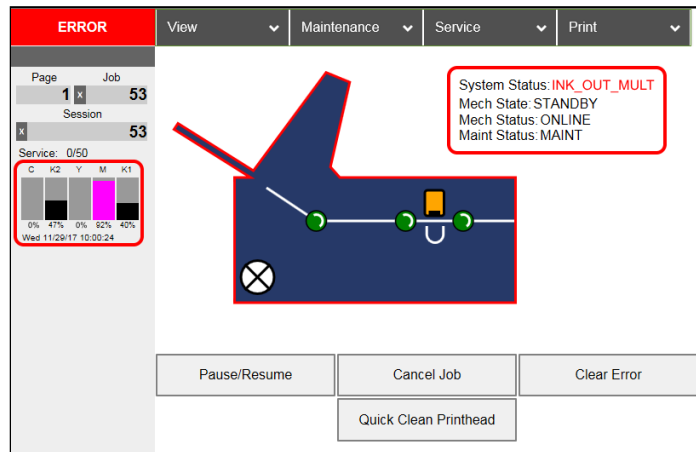 ERROR View Maintenance Service Print
Page Job
1 x 53
Session
x 53
Service: 0/50
C K2 Y M K1
0% 47% 0% 92% 40%
Wed 11/29/17 10:00:24
System Status: INK_OUT_MULT
Mech State: STANDBY
Mech Status: ONLINE
Maint Status: MAINT
Pause/Resume Cancel Job Clear Error
Quick Clean Printhead